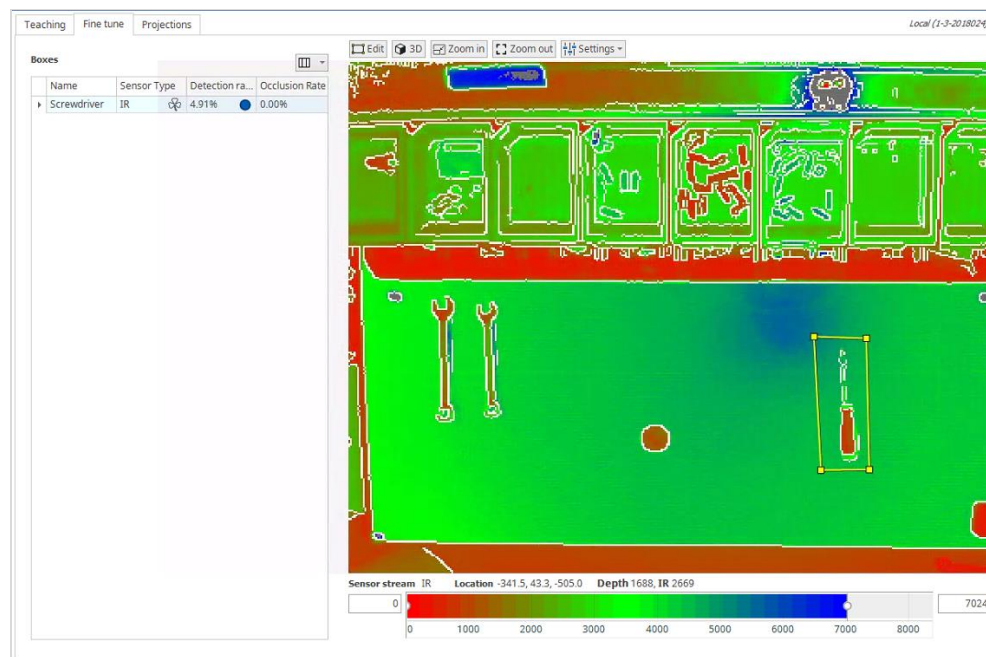 Teaching Fine tune Projections
Local (1-3-2018024)
Boxes
Edit 3D Zoom in Zoom out Settings
Name Sensor Type Detection ra... Occlusion Rate
Screwdriver IR 4.91% 0.00%
Sensor stream IR Location -341.5, 43.3, -505.0 Depth 1688, IR 2669
0 7024
0 1000 2000 3000 4000 5000 6000 7000 8000